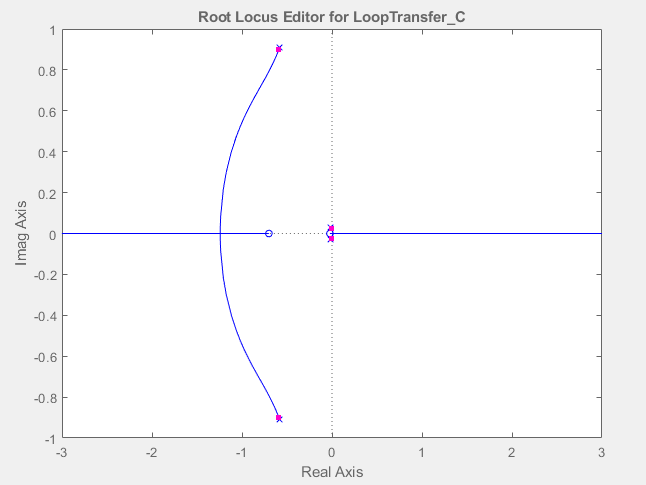 Root Locus Editor for LoopTransfer_C
1
0.8
0.6
0.4
0.2
0
-0.2
-0.4
-0.6
-0.8
-1
Imag Axis
-3 -2 -1 0 1 2 3
Real Axis